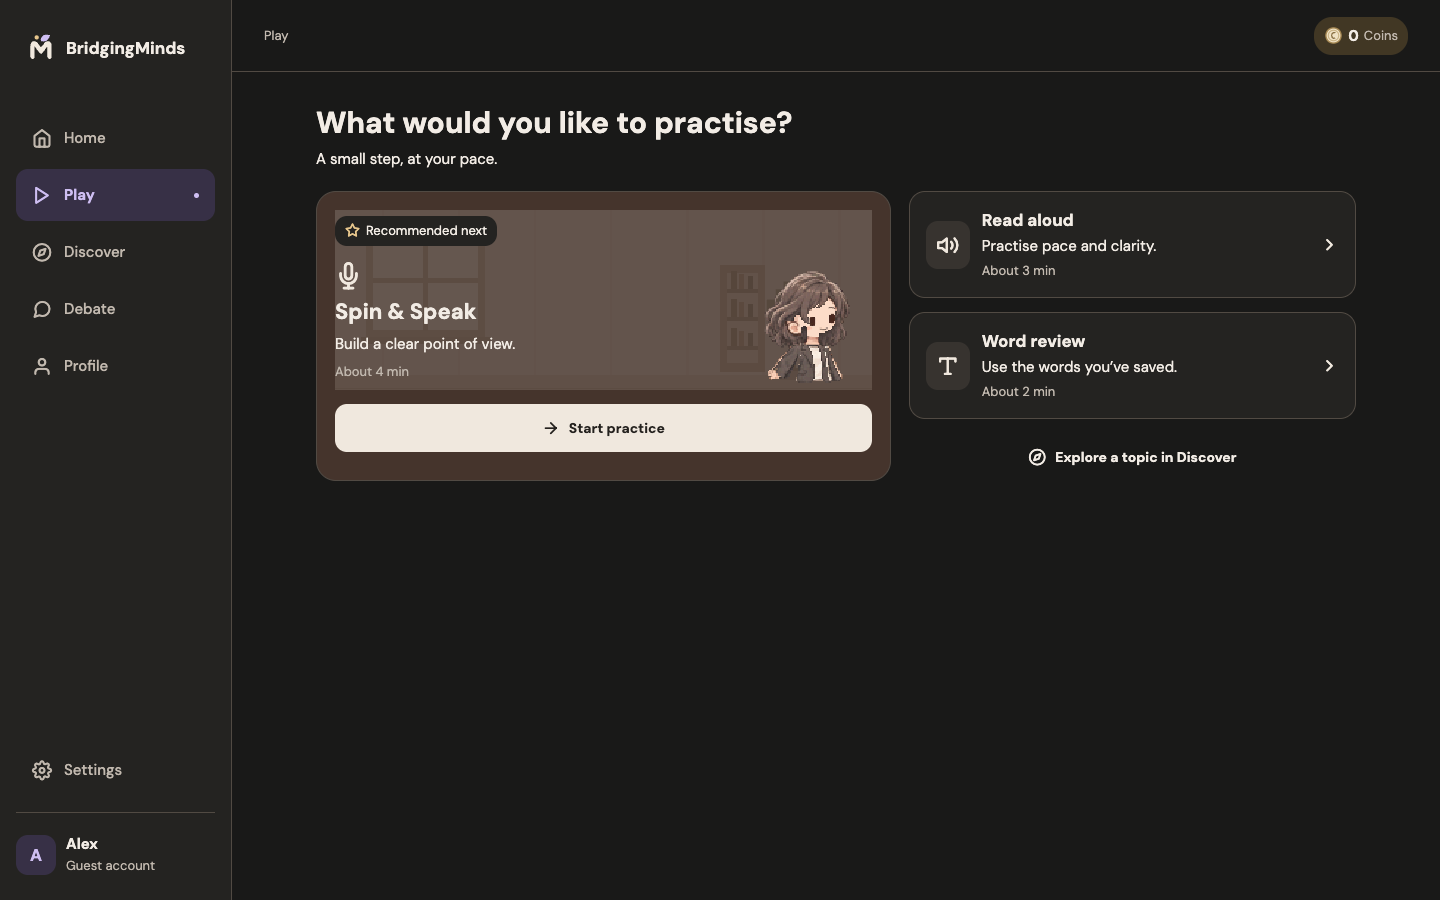 BridgingMinds
Home
Play
Discover
Debate
Profile
Settings
A
Alex
Guest account
Play
0 Coins
What would you like to practise?
A small step, at your pace.
Recommended next
Spin & Speak
Build a clear point of view.
About 4 min
Start practice
Read aloud
Practise pace and clarity.
About 3 min
Word review
Use the words you’ve saved.
About 2 min
Explore a topic in Discover